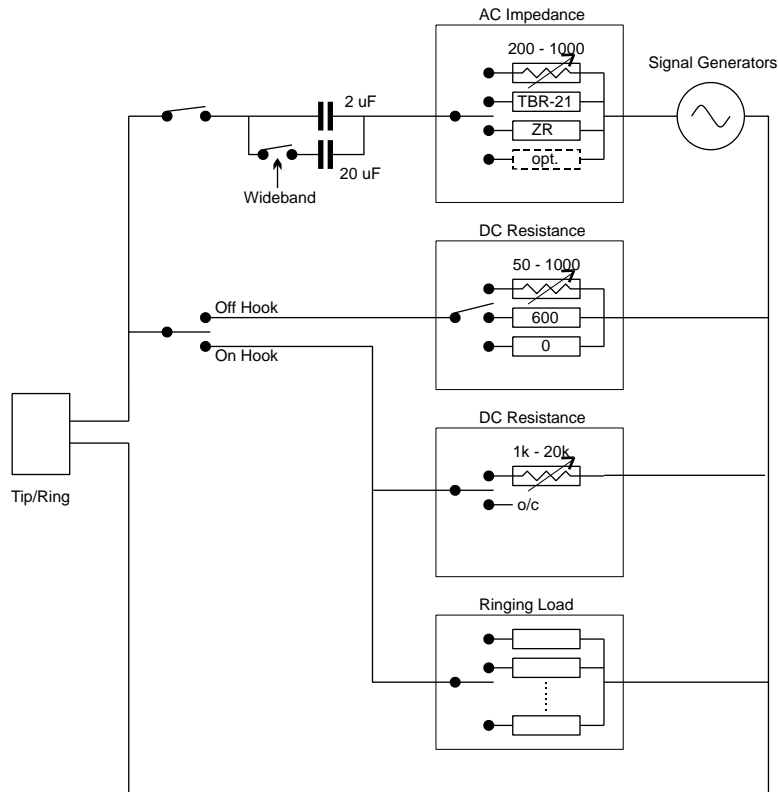 AC Impedance
200 - 1000
Signal Generators
TBR-21
2 uF
ZR
opt.
20 uF
Wideband
DC Resistance
50 - 1000
Off Hook
600
On Hook
0
DC Resistance
1k - 20k
Tip/Ring
o/c
Ringing Load